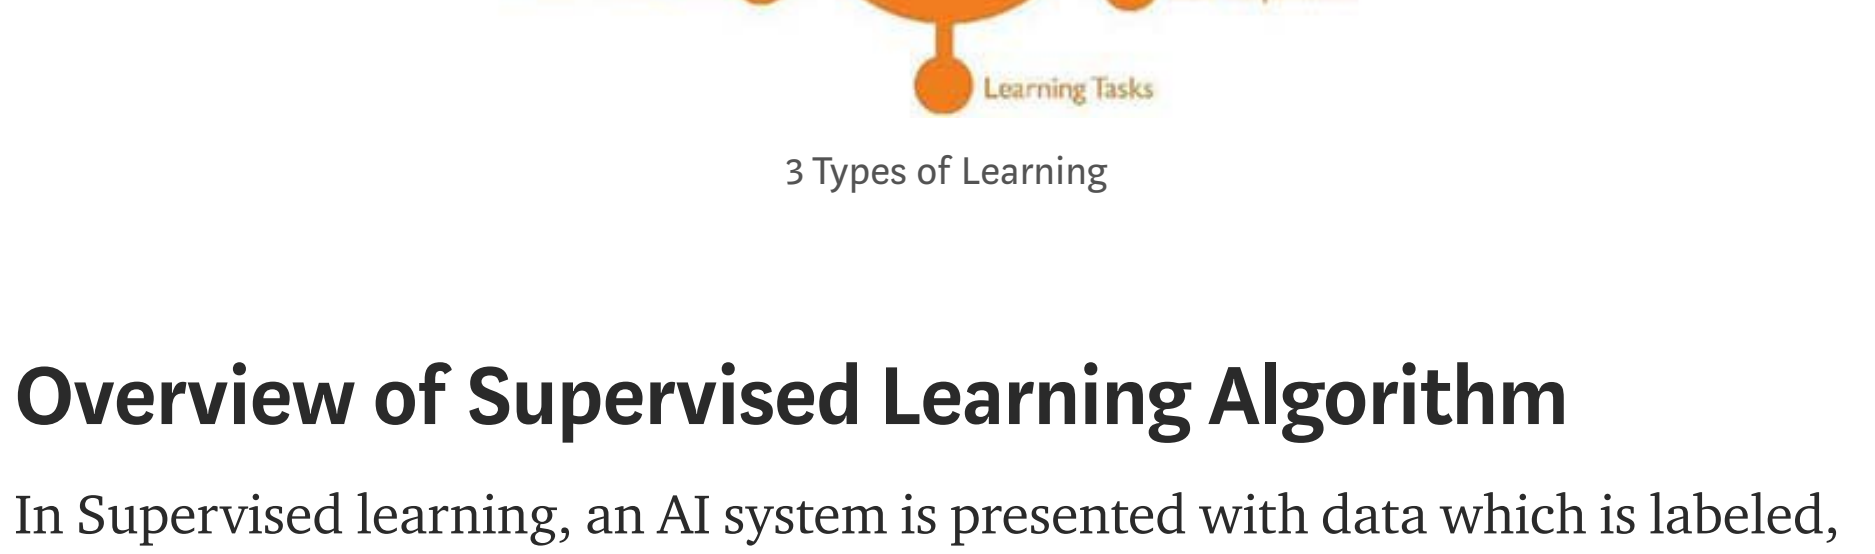 Learning Tasks
3 Types of Learning
Overview of Supervised Learning Algorithm
In Supervised learning, an AI system is presented with data which is labeled,